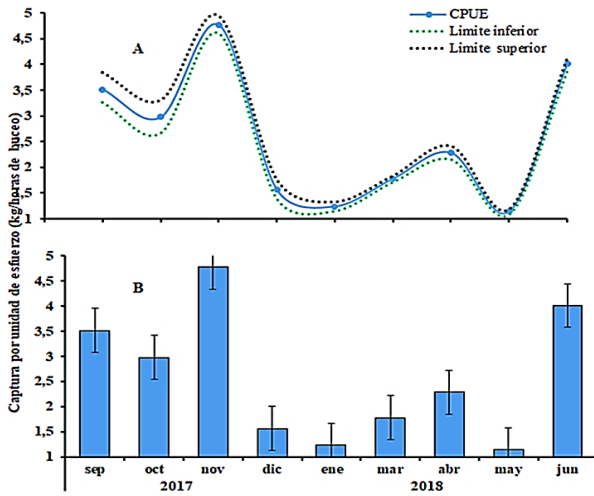 Captura por unidad de esfuerzo (kg/horas de buceo)
5
4,5
4
3,5
3
2,5
2
1,5
1
A
CPUE
Limite inferior
Limite superior
5
4,5
4
3,5
3
2,5
2
1,5
1
B
sep oct nov dic ene mar abr may jun
2017 2018